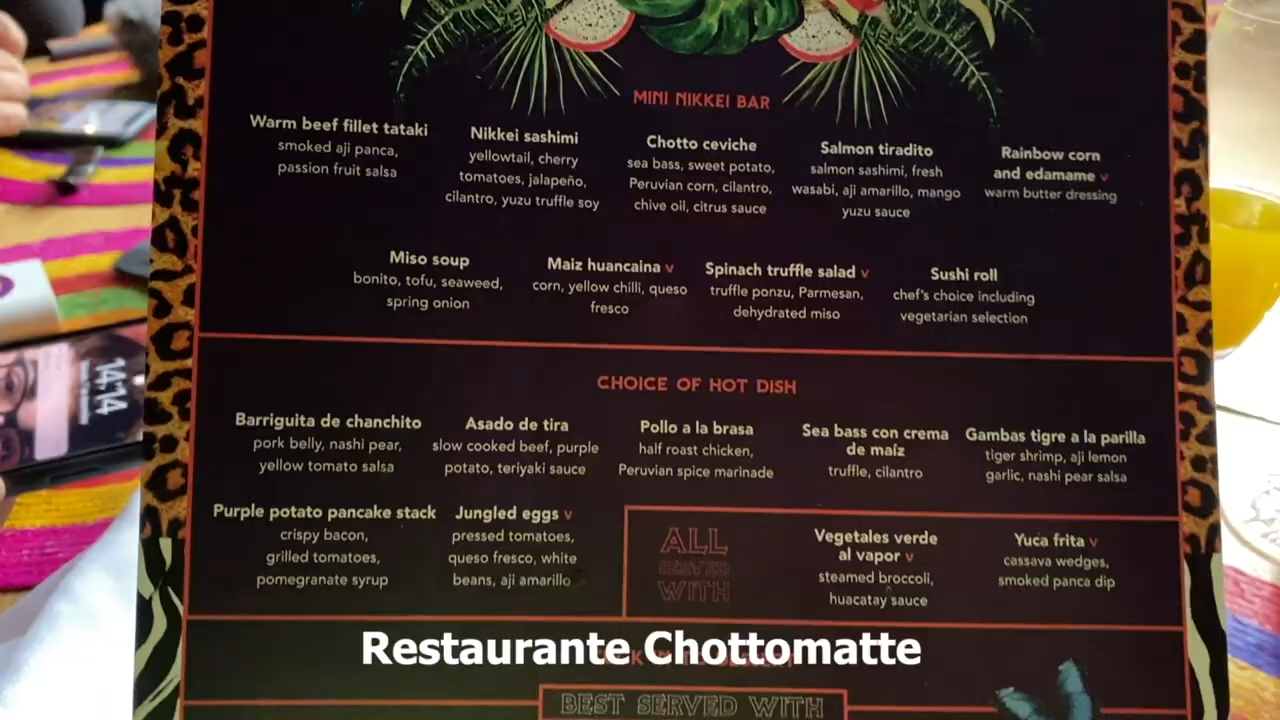 MINI NIKKEI BAR
Warm beef fillet tataki
smoked aji panca,
passion fruit salsa
Nikkei sashimi
yellowtail, cherry
tomatoes, jalapeño,
cilantro, yuzu truffle soy
Chotto ceviche
sea bass, sweet potato,
Peruvian corn, cilantro,
chive oil, citrus sauce
Salmon tiradito
salmon sashimi, fresh
wasabi, aji amarillo, mango
yuzu sauce
Rainbow corn
and edamame v
warm butter dressing
Miso soup
bonito, tofu, seaweed,
spring onion
Maiz huancaina v
corn, yellow chilli, queso
fresco
Spinach truffle salad v
truffle ponzu, Parmesan,
dehydrated miso
Sushi roll
chef's choice including
vegetarian selection
CHOICE OF HOT DISH
Barriguita de chanchito
pork belly, nashi pear,
yellow tomato salsa
Asado de tira
slow cooked beef, purple
potato, teriyaki sauce
Pollo a la brasa
half roast chicken,
Peruvian spice marinade
Sea bass con crema
de maíz
truffle, cilantro
Gambas tigre a la parilla
tiger shrimp, aji lemon
garlic, nashi pear salsa
Purple potato pancake stack
crispy bacon,
grilled tomatoes,
pomegranate syrup
Jungled eggs v
pressed tomatoes,
queso fresco, white
beans, aji amarillo
ALL
SERVED
WITH
Vegetales verde
al vapor v
steamed broccoli,
huacatay sauce
Yuca frita v
cassava wedges,
smoked panca dip
Restaurante Chottomatte
BEST SERVED WITH
14:14